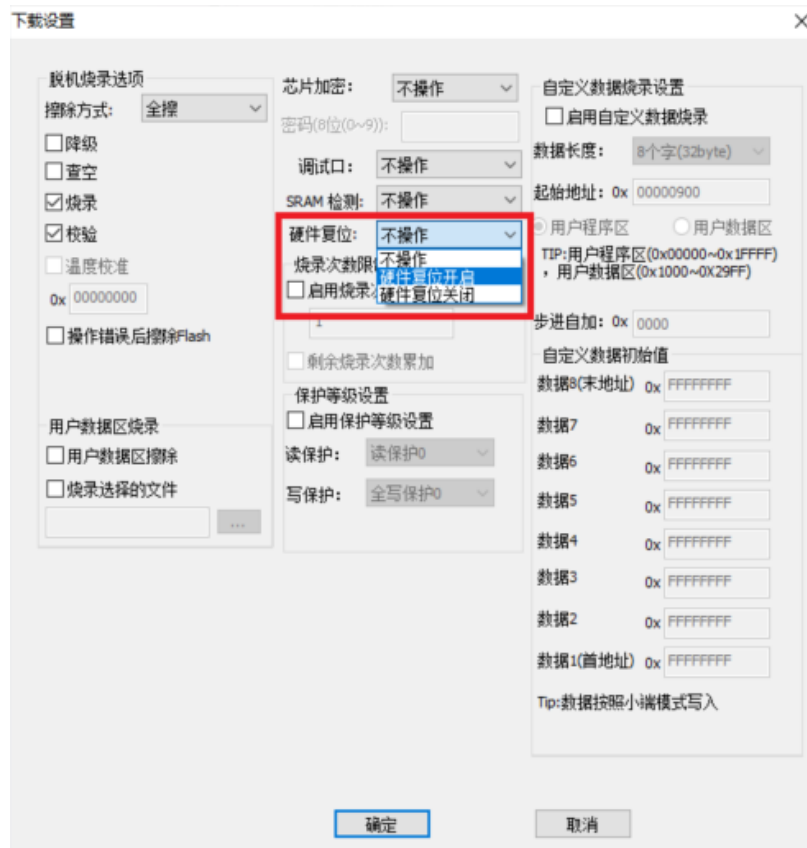 下载设置
脱机烧录选项
擦除方式: 全擦
降级
查空
烧录
校验
温度校准
0x 00000000
操作错误后擦除Flash
用户数据区烧录
用户数据区擦除
烧录选择的文件
...
芯片加密: 不操作
密码(8位(0~9)):
调试口: 不操作
SRAM 检测: 不操作
硬件复位: 不操作
不操作
硬件复位开启
硬件复位关闭
烧录次数限
启用烧录
1
剩余烧录次数累加
保护等级设置
启用保护等级设置
读保护: 读保护0
写保护: 全写保护0
自定义数据烧录设置
启用自定义数据烧录
数据长度: 8个字(32byte)
起始地址: 0x 00000900
用户程序区 用户数据区
TIP:用户程序区(0x00000~0x1FFFF)
，用户数据区(0x1000~0X29FF)
步进自加: 0x 0000
自定义数据初始值
数据8(末地址) 0x FFFFFFFF
数据7 0x FFFFFFFF
数据6 0x FFFFFFFF
数据5 0x FFFFFFFF
数据4 0x FFFFFFFF
数据3 0x FFFFFFFF
数据2 0x FFFFFFFF
数据1(首地址) 0x FFFFFFFF
Tip:数据按照小端模式写入
确定
取消